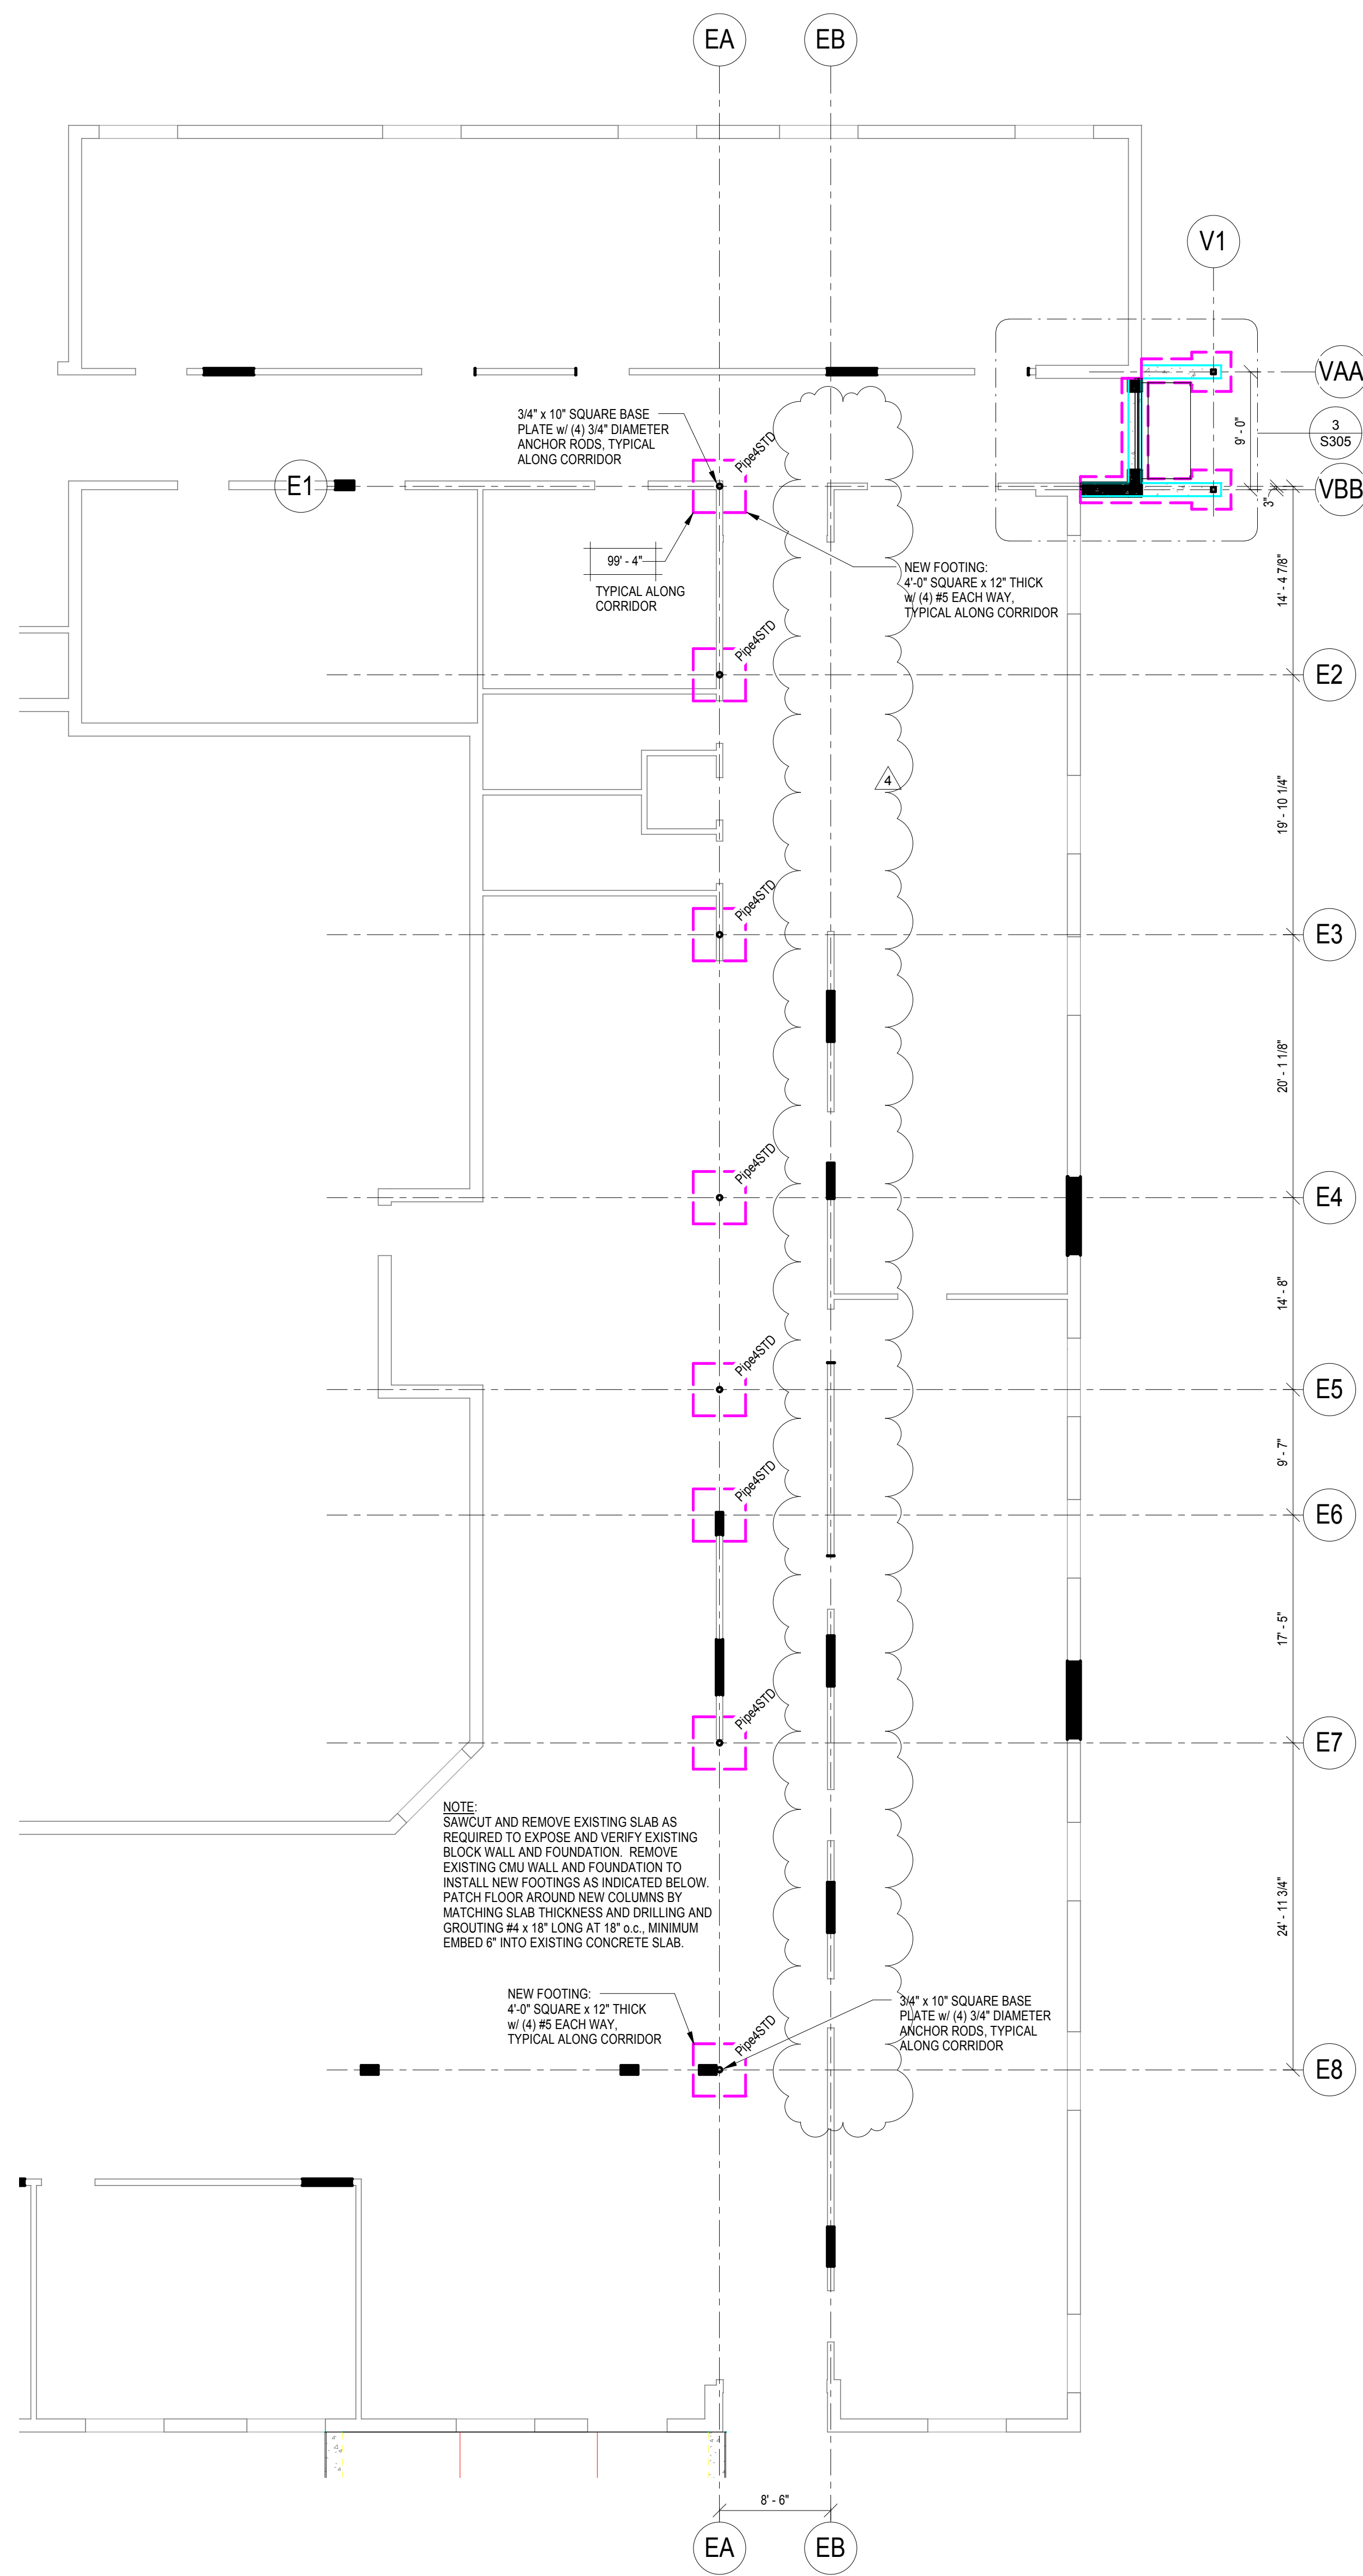 EA
EB
V1
VAA
3
S305
9' - 0"
VBB
3"
3/4" x 10" SQUARE BASE
PLATE w/ (4) 3/4" DIAMETER
ANCHOR RODS, TYPICAL
ALONG CORRIDOR
Pipe4STD
E1
99' - 4"
TYPICAL ALONG
CORRIDOR
NEW FOOTING:
4'-0" SQUARE x 12" THICK
w/ (4) #5 EACH WAY,
TYPICAL ALONG CORRIDOR
14' - 4 7/8"
Pipe4STD
E2
4
19' - 10 1/4"
Pipe4STD
E3
20' - 1 1/8"
Pipe4STD
E4
14' - 8"
Pipe4STD
E5
9' - 7"
Pipe4STD
E6
17' - 5"
Pipe4STD
E7
NOTE:
SAWCUT AND REMOVE EXISTING SLAB AS
REQUIRED TO EXPOSE AND VERIFY EXISTING
BLOCK WALL AND FOUNDATION.  REMOVE
EXISTING CMU WALL AND FOUNDATION TO
INSTALL NEW FOOTINGS AS INDICATED BELOW.
PATCH FLOOR AROUND NEW COLUMNS BY
MATCHING SLAB THICKNESS AND DRILLING AND
GROUTING #4 x 18" LONG AT 18" o.c., MINIMUM
EMBED 6" INTO EXISTING CONCRETE SLAB.
24' - 11 3/4"
NEW FOOTING:
4'-0" SQUARE x 12" THICK
w/ (4) #5 EACH WAY,
TYPICAL ALONG CORRIDOR
Pipe4STD
3/4" x 10" SQUARE BASE
PLATE w/ (4) 3/4" DIAMETER
ANCHOR RODS, TYPICAL
ALONG CORRIDOR
E8
8' - 6"
EA
EB